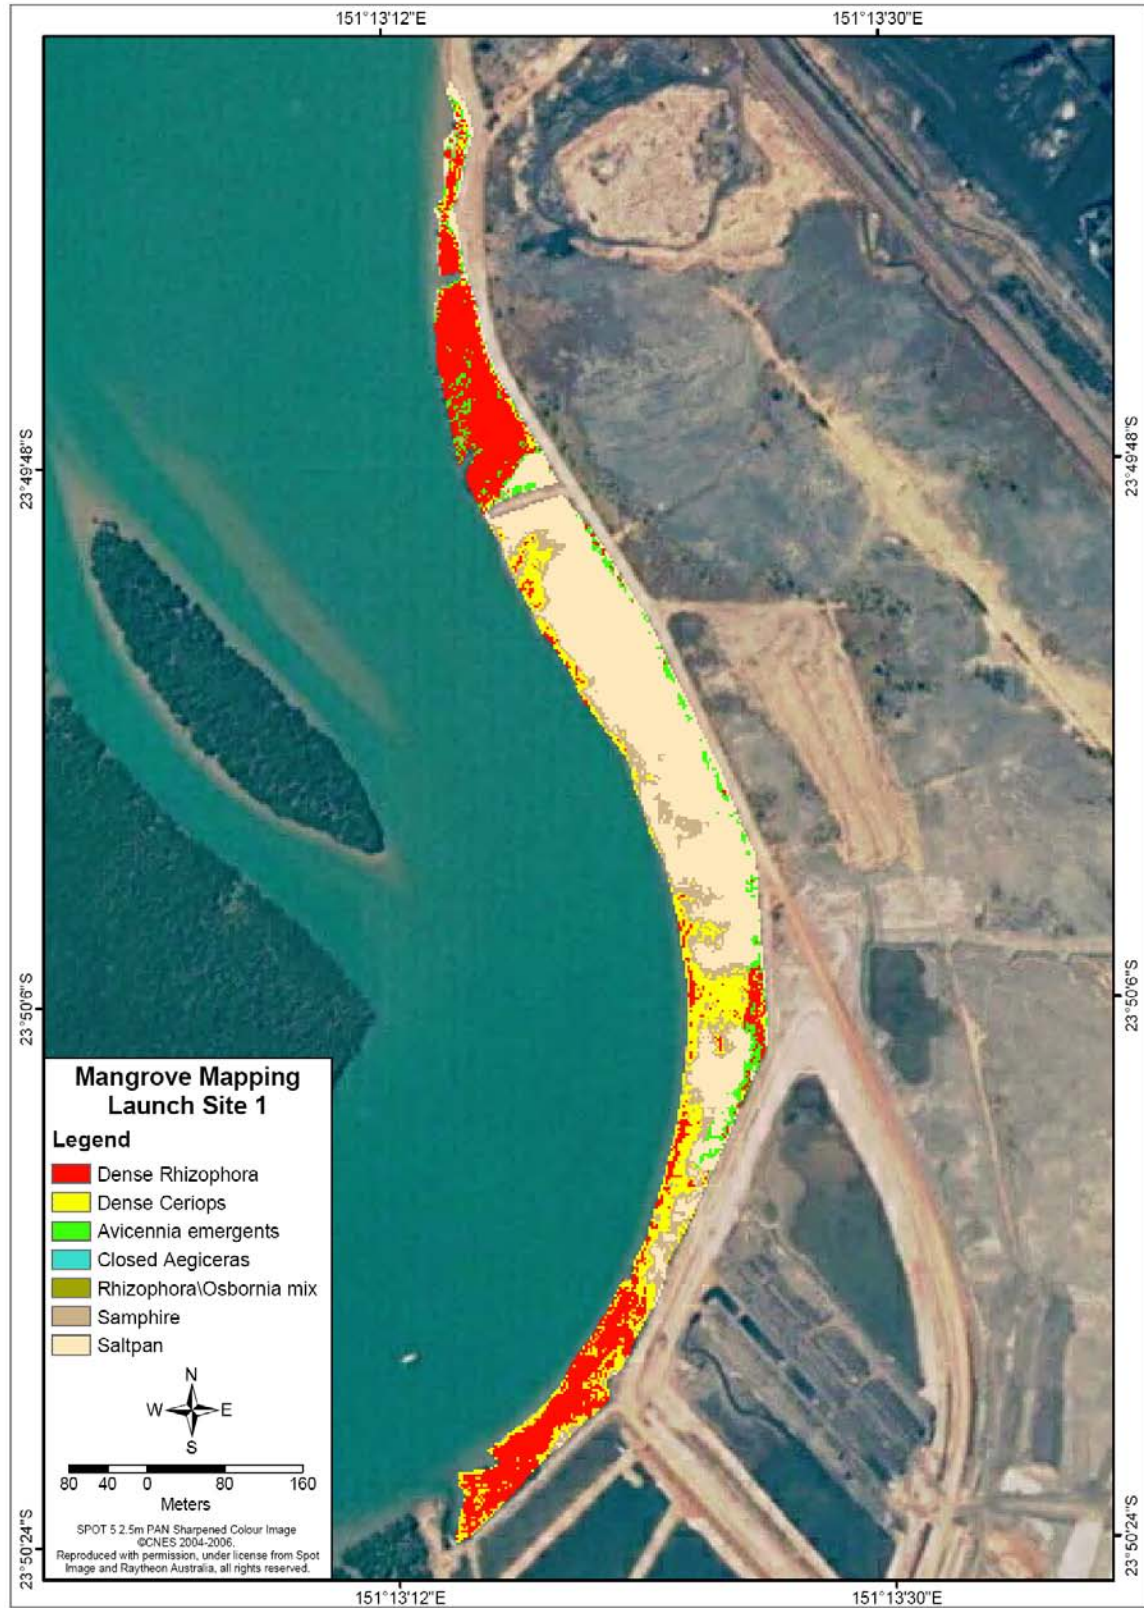 151°13'12"E
151°13'30"E
23°49'48"S
23°49'48"S
23°50'6"S
23°50'6"S
Mangrove Mapping
Launch Site 1
Legend
Dense Rhizophora
Dense Ceriops
Avicennia emergents
Closed Aegiceras
Rhizophora\Osbornia mix
Samphire
Saltpan
N
W
E
S
80 40 0 80 160
Meters
SPOT 5 2.5m PAN Sharpened Colour Image
©CNES 2004-2006.
Reproduced with permission, under license from Spot
Image and Raytheon Australia, all rights reserved.
23°50'24"S
23°50'24"S
151°13'12"E
151°13'30"E